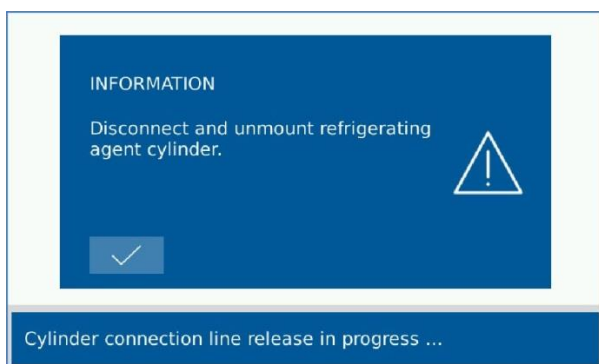 INFORMATION
Disconnect and unmount refrigerating
agent cylinder.
Cylinder connection line release in progress ...